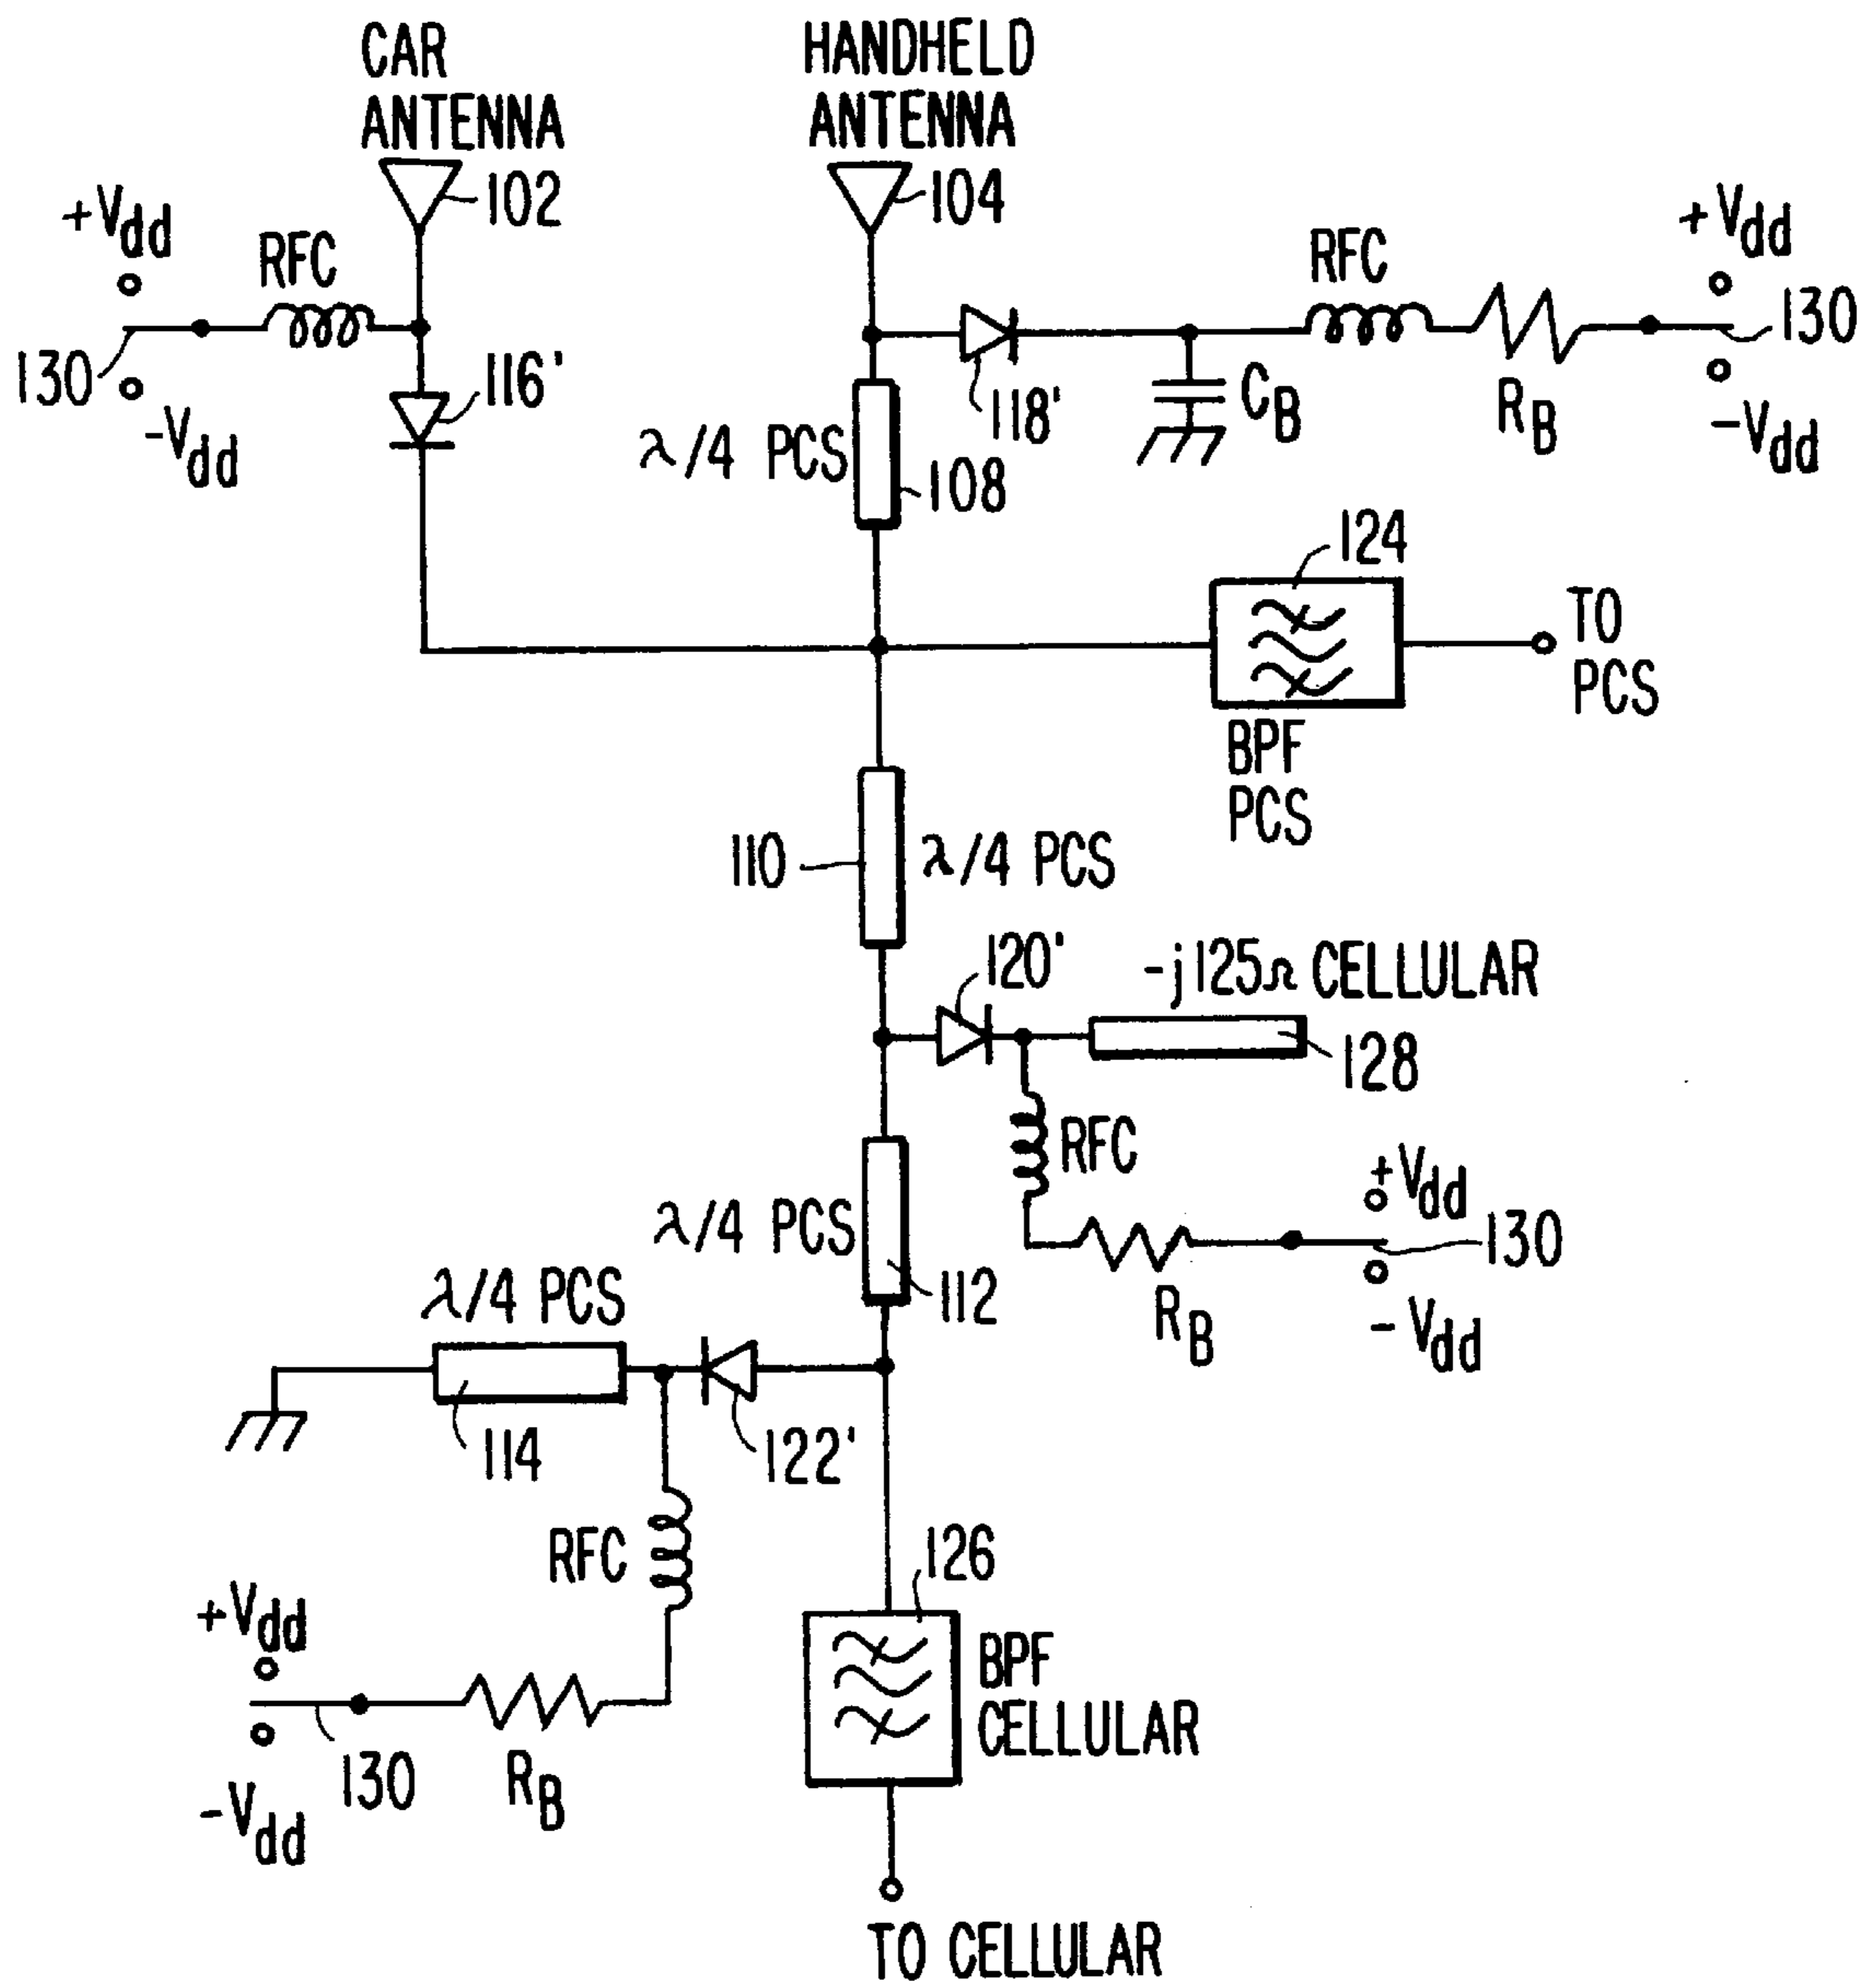 CAR
ANTENNA
HANDHELD
ANTENNA
102
104
+Vdd
RFC
130
-Vdd
116'
118'
CB
RFC
RB
+Vdd
130
-Vdd
λ/4 PCS
108
124
TO
PCS
BPF
PCS
110
λ/4 PCS
120'
-j125Ω CELLULAR
128
RFC
+Vdd
130
RB
-Vdd
λ/4 PCS
112
λ/4 PCS
114
122'
RFC
+Vdd
130
-Vdd
RB
126
BPF
CELLULAR
TO CELLULAR